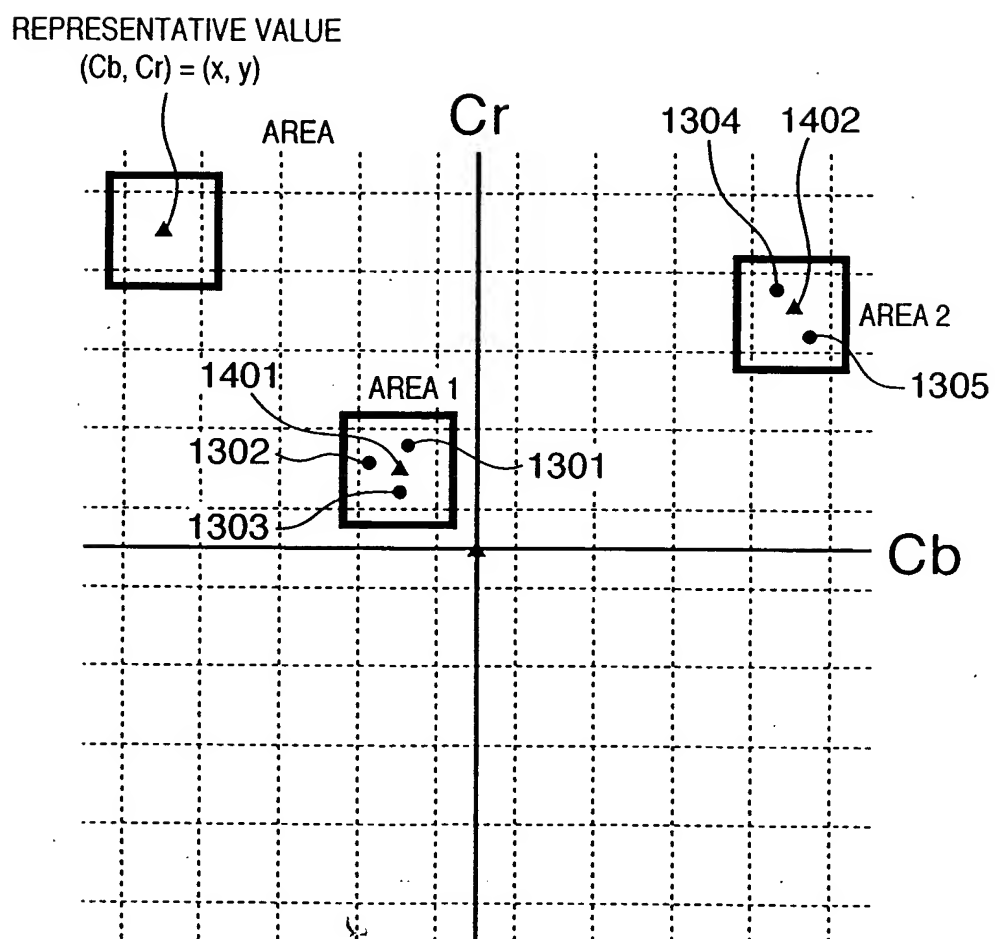 REPRESENTATIVE VALUE
(Cb, Cr) = (x, y)
AREA
Cr
1304
1402
AREA 2
1305
1401
AREA 1
1302
1301
1303
Cb